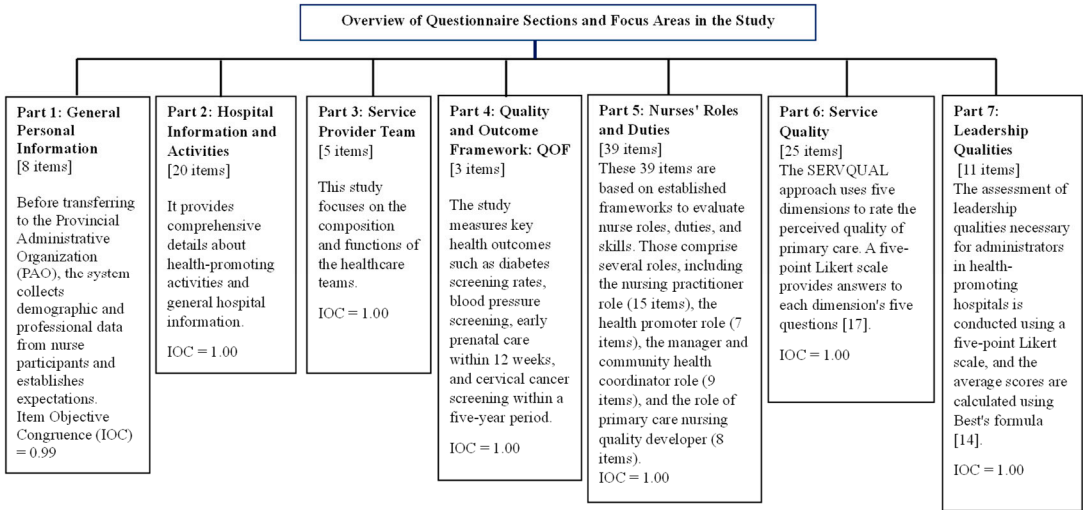 Overview of Questionnaire Sections and Focus Areas in the Study
Part 1: General
Personal
Information
[8 items]
Before transferring
to the Provincial
Administrative
Organization
(PAO), the system
collects
demographic and
professional data
from nurse
participants and
establishes
expectations.
Item Objective
Congruence (IOC)
= 0.99
Part 2: Hospital
Information and
Activities
[20 items]
It provides
comprehensive
details about
health-promoting
activities and
general hospital
information.
IOC = 1.00
Part 3: Service
Provider Team
[5 items]
This study
focuses on the
composition
and functions of
the healthcare
teams.
IOC = 1.00
Part 4: Quality
and Outcome
Framework: QOF
[3 items]
The study
measures key
health outcomes
such as diabetes
screening rates,
blood pressure
screening, early
prenatal care
within 12 weeks,
and cervical cancer
screening within a
five-year period.
IOC = 1.00
Part 5: Nurses' Roles
and Duties
[39 items]
These 39 items are
based on established
frameworks to evaluate
nurse roles, duties, and
skills. Those comprise
several roles, including
the nursing practitioner
role (15 items), the
health promoter role (7
items), the manager and
community health
coordinator role (9
items), and the role of
primary care nursing
quality developer (8
items).
IOC = 1.00
Part 6: Service
Quality
[25 items]
The SERVQUAL
approach uses five
dimensions to rate the
perceived quality of
primary care. A five-
point Likert scale
provides answers to
each dimension's five
questions [17].
IOC = 1.00
Part 7:
Leadership
Qualities
[11 items]
The assessment of
leadership
qualities necessary
for administrators
in health-
promoting
hospitals is
conducted using a
five-point Likert
scale, and the
average scores are
calculated using
Best's formula
[14].
IOC = 1.00